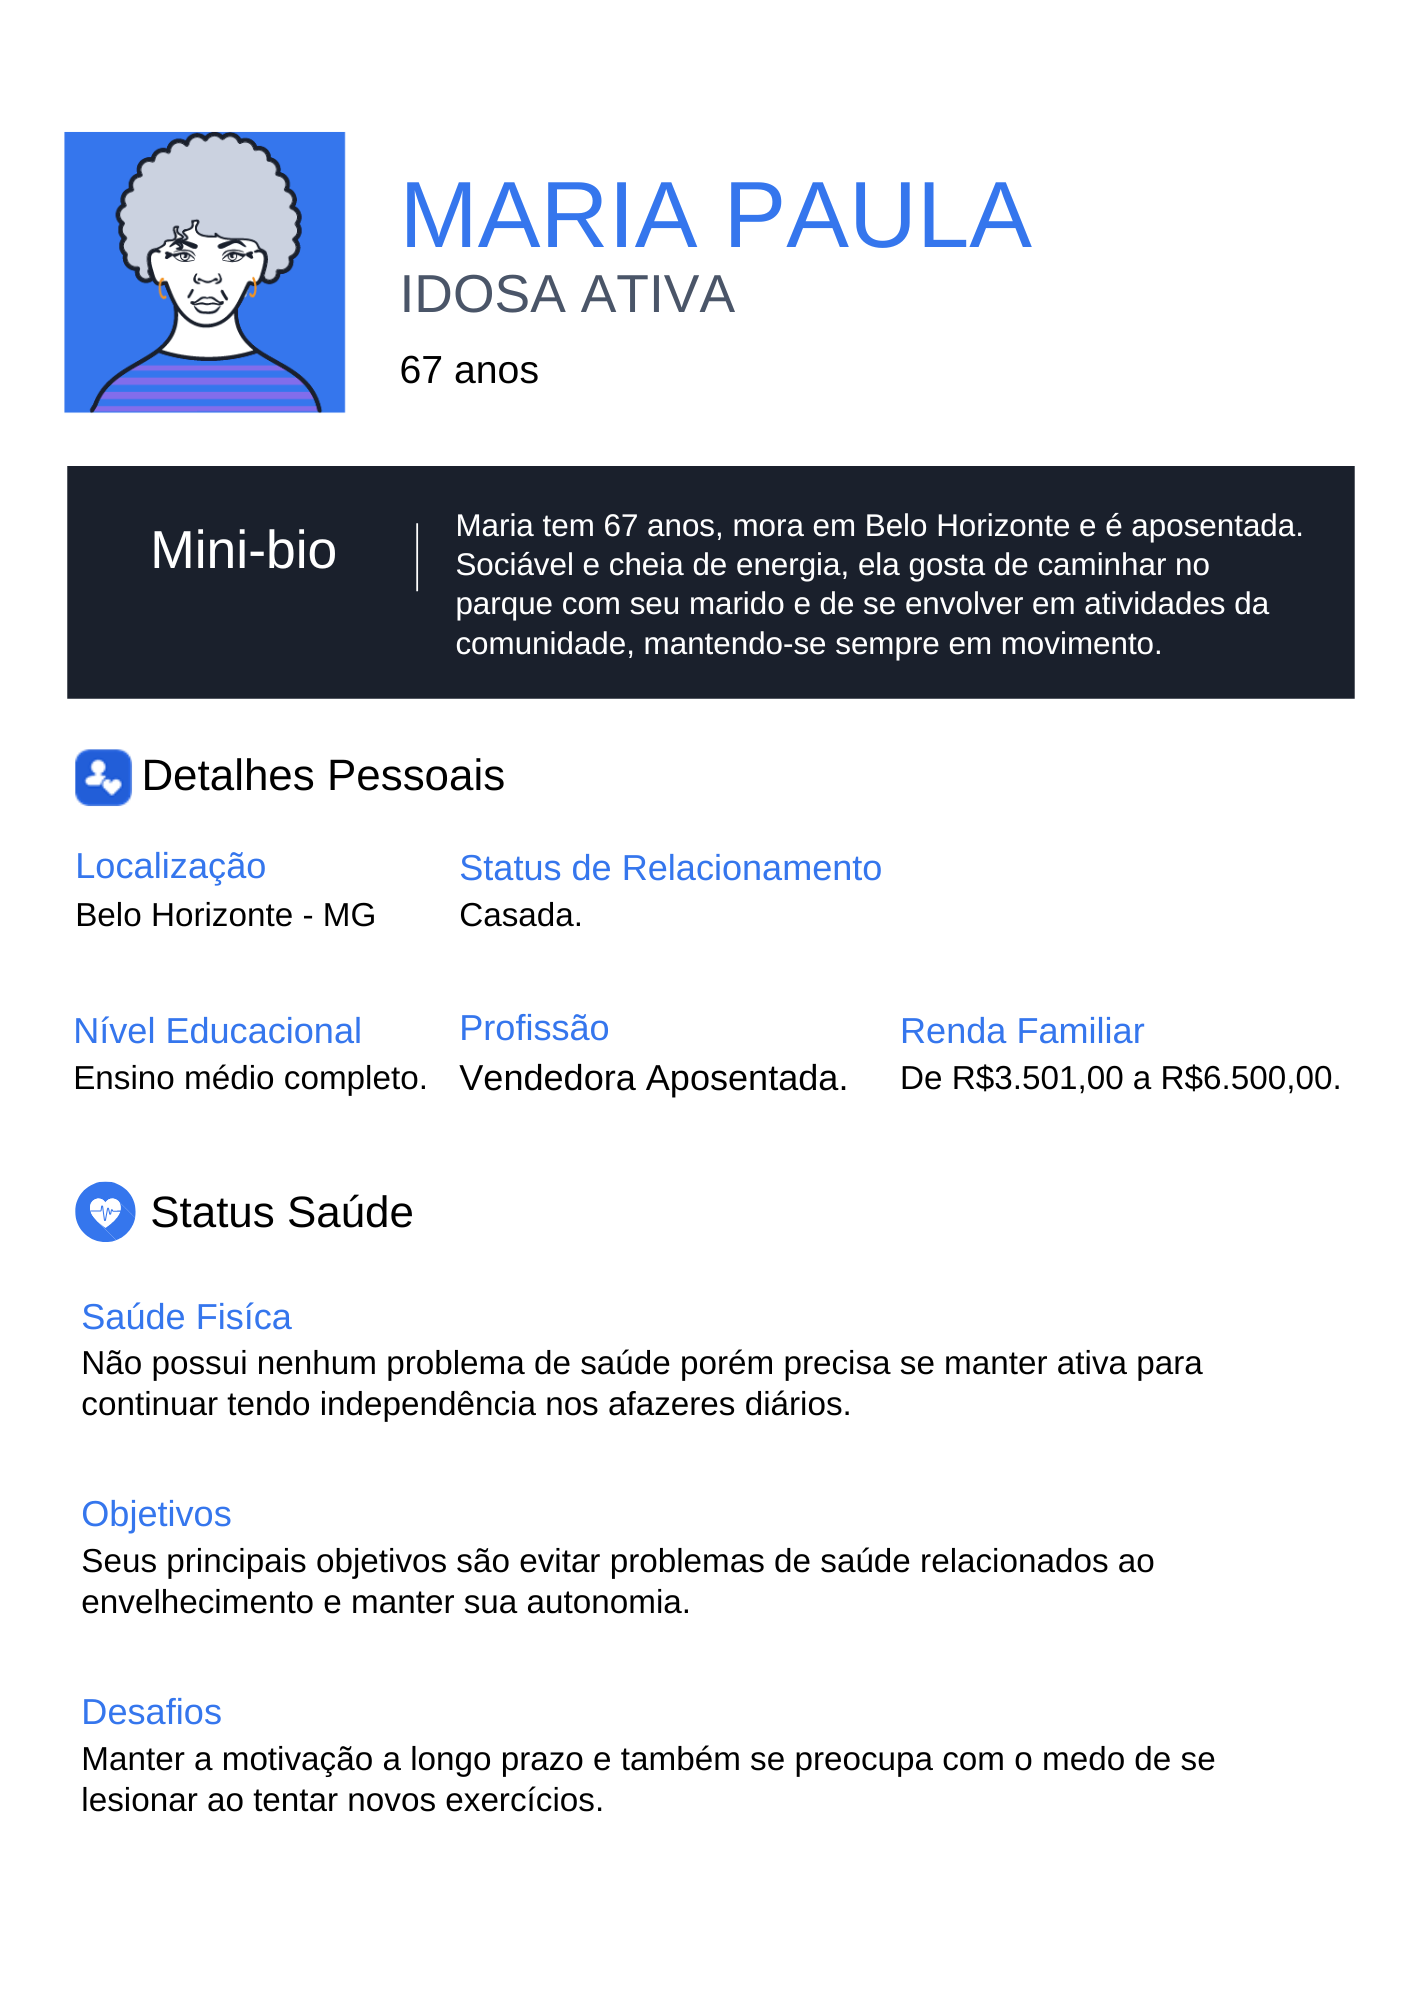 MARIA PAULA
IDOSA ATIVA
67 anos
Mini-bio
Maria tem 67 anos, mora em Belo Horizonte e é aposentada.
Sociável e cheia de energia, ela gosta de caminhar no
parque com seu marido e de se envolver em atividades da
comunidade, mantendo-se sempre em movimento.
Detalhes Pessoais
Localização
Belo Horizonte - MG
Status de Relacionamento
Casada.
Nível Educacional
Ensino médio completo.
Profissão
Vendedora Aposentada.
Renda Familiar
De R$3.501,00 a R$6.500,00.
Status Saúde
Saúde Fisíca
Não possui nenhum problema de saúde porém precisa se manter ativa para
continuar tendo independência nos afazeres diários.
Objetivos
Seus principais objetivos são evitar problemas de saúde relacionados ao
envelhecimento e manter sua autonomia.
Desafios
Manter a motivação a longo prazo e também se preocupa com o medo de se
lesionar ao tentar novos exercícios.